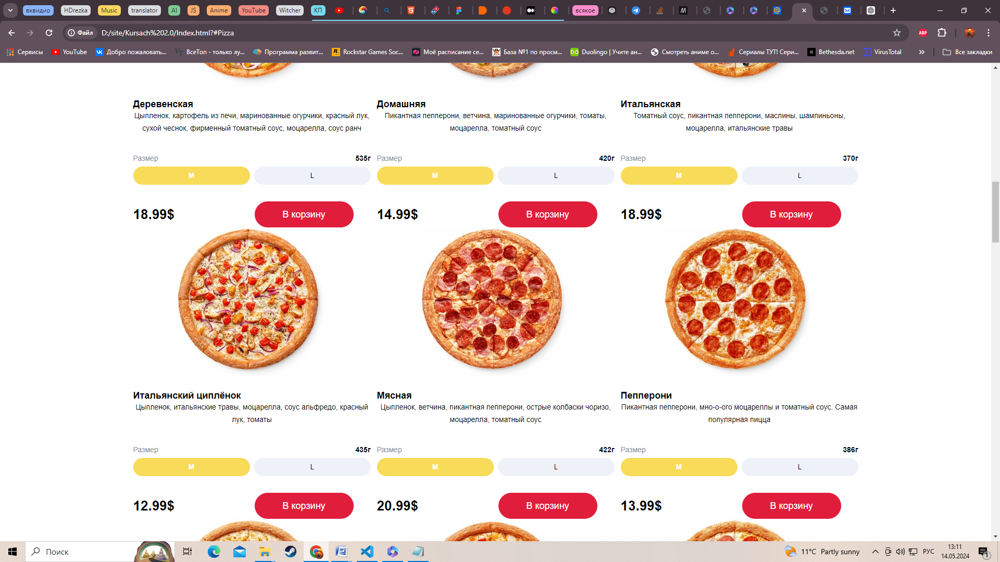 вквидио HDrezka Music translator AI JS Anime YouTube Witcher КП всякое
Файл D:/site/Kursach%202.0/Index.html?#Pizza ABP
Сервисы YouTube Добро пожаловать... ВсеТоп - только лу... Программа развит... Rockstar Games Soc... Моё расписание се... База №1 по просм... Duolingo | Учите ан... Смотреть аниме о... Сериалы ТУТ! Сери... Bethesda.net VirusTotal Все закладки
Деревенская
Цыпленок, картофель из печи, маринованные огурчики, красный лук,
сухой чеснок, фирменный томатный соус, моцарелла, соус ранч
Размер 535г
M L
18.99$ В корзину
Домашняя
Пикантная пепперони, ветчина, маринованные огурчики, томаты,
моцарелла, томатный соус
Размер 420г
M L
14.99$ В корзину
Итальянская
Томатный соус, пикантная пепперони, маслины, шампиньоны,
моцарелла, итальянские травы
Размер 370г
M L
18.99$ В корзину
Итальянский циплёнок
Цыпленок, итальянские травы, моцарелла, соус альфредо, красный
лук, томаты
Размер 435г
M L
12.99$ В корзину
Мясная
Цыпленок, ветчина, пикантная пепперони, острые колбаски чоризо,
моцарелла, томатный соус
Размер 422г
M L
20.99$ В корзину
Пепперони
Пикантная пепперони, мно-о-ого моцареллы и томатный соус. Самая
популярная пицца
Размер 386г
M L
13.99$ В корзину
Поиск 11°C Partly sunny РУС 13:11
14.05.2024 1